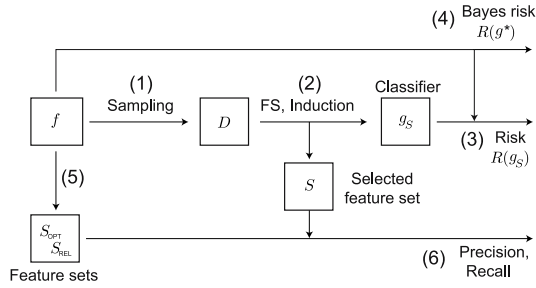 (4) Bayes risk
R(g*)
(1)
Sampling
(2)
FS, Induction
Classifier
f
D
g_S
(3) Risk
R(g_S)
(5)
S
Selected
feature set
S_OPT
S_REL
Feature sets
(6) Precision,
Recall